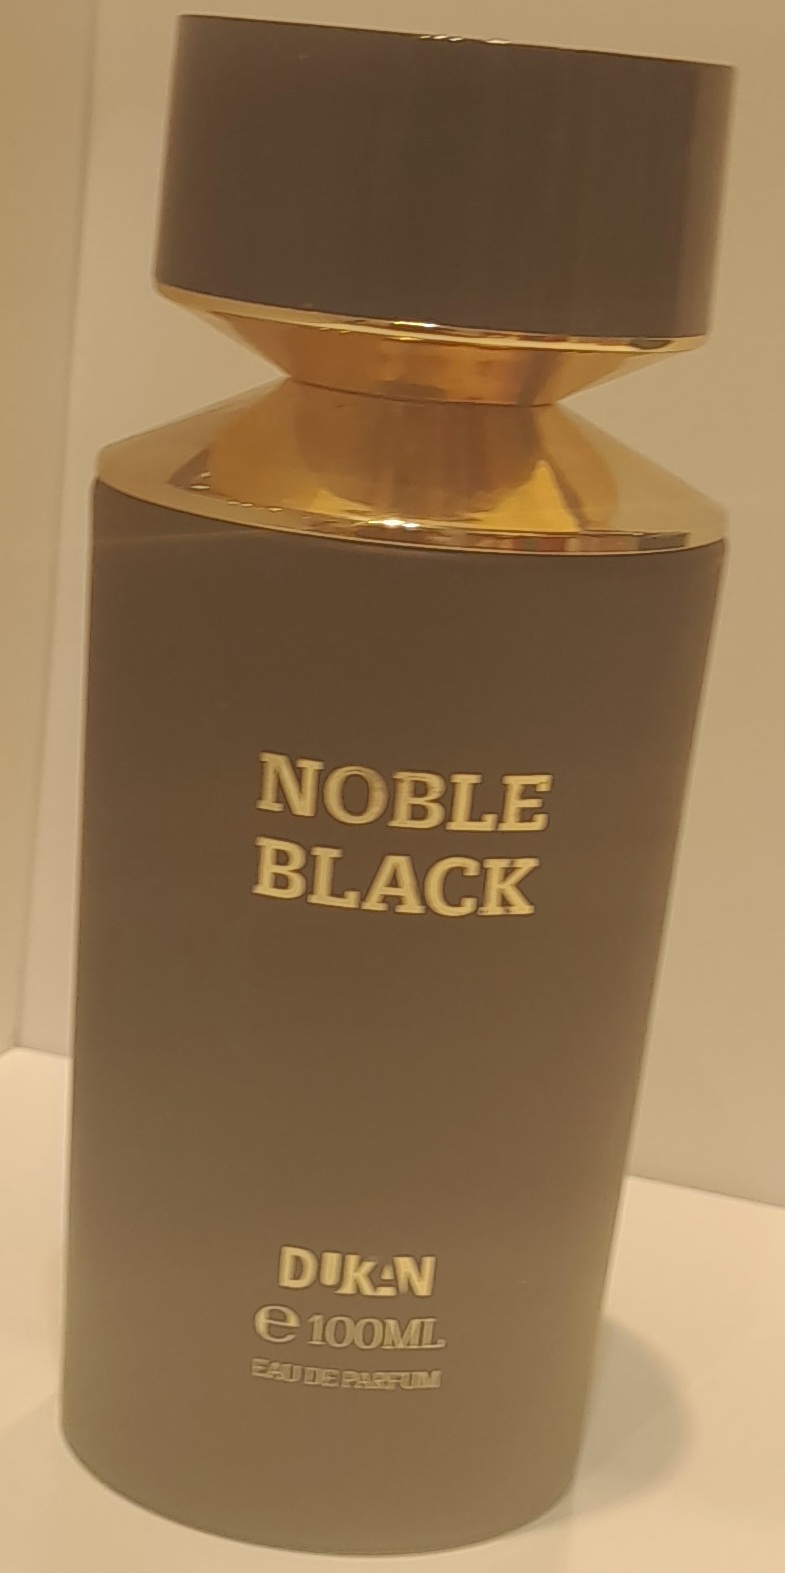 NOBLE
BLACK
DUKAN
℮ 100ML
EAU DE PARFUM